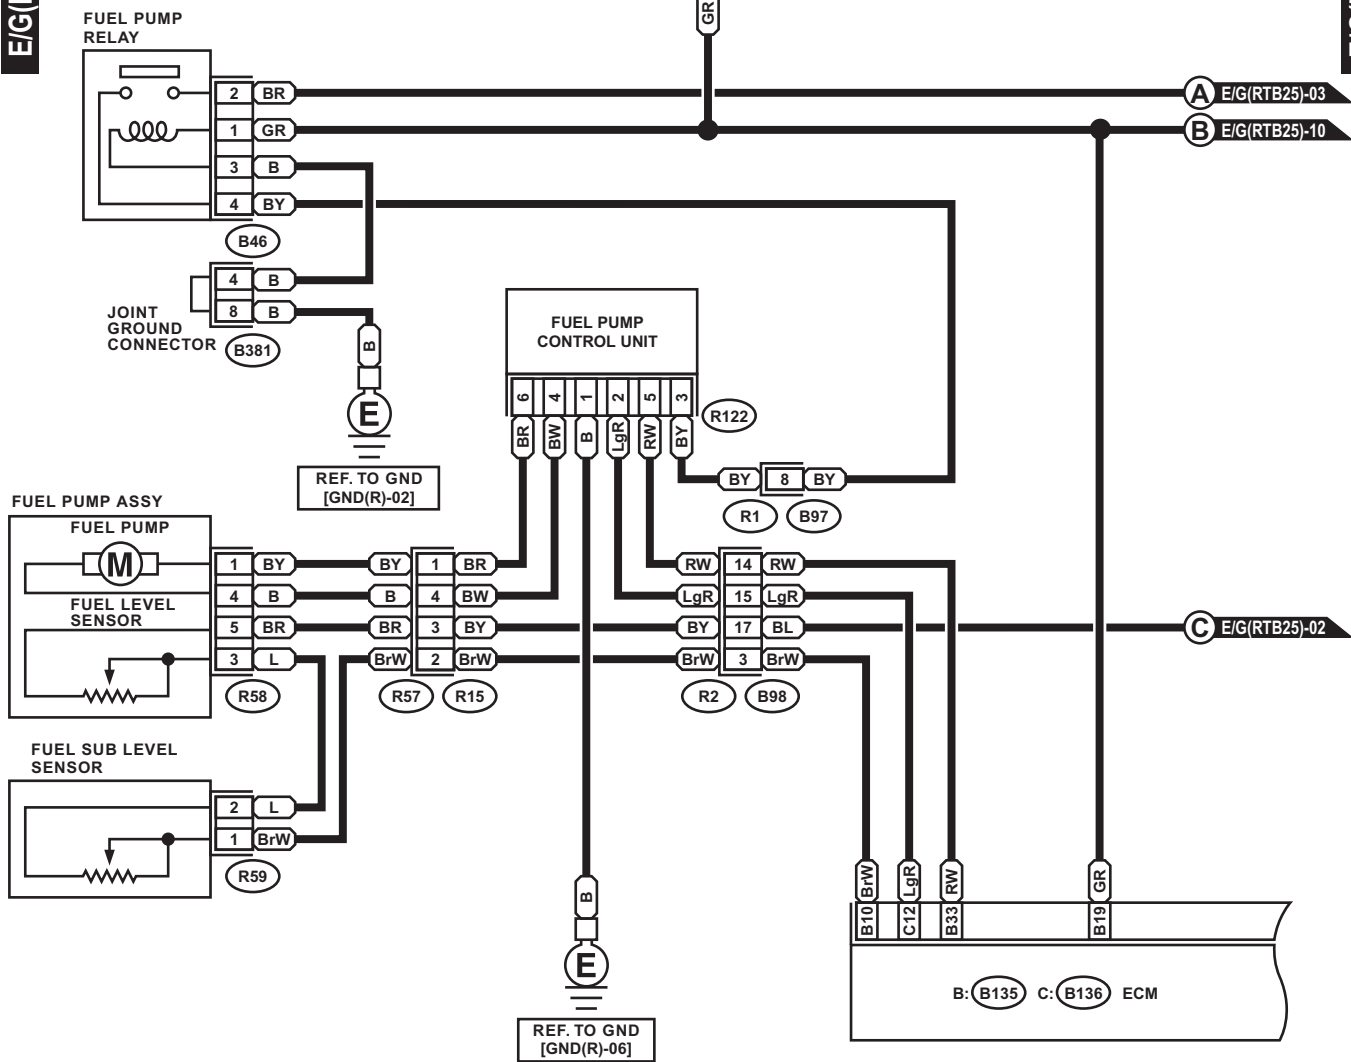 E/G(
FUEL PUMP
RELAY
GR
2 BR
A E/G(RTB25)-03
1 GR
B E/G(RTB25)-10
3 B
4 BY
B46
4 B
8 B
JOINT
GROUND
CONNECTOR
B381
B
E
REF. TO GND
[GND(R)-02]
FUEL PUMP
CONTROL UNIT
6 4 1 2 5 3
R122
BR BW B LgR RW BY
BY 8 BY
R1 B97
FUEL PUMP ASSY
FUEL PUMP
M
1 BY BY 1 BR RW 14 RW
4 B B 4 BW LgR 15 LgR
FUEL LEVEL
SENSOR
5 BR BR 3 BY BY 17 BL
C E/G(RTB25)-02
3 L BrW 2 BrW BrW 3 BrW
R58 R57 R15 R2 B98
FUEL SUB LEVEL
SENSOR
2 L
1 BrW
R59
B
E
REF. TO GND
[GND(R)-06]
BrW LgR RW GR
B10 C12 B33 B19
B: B135 C: B136 ECM